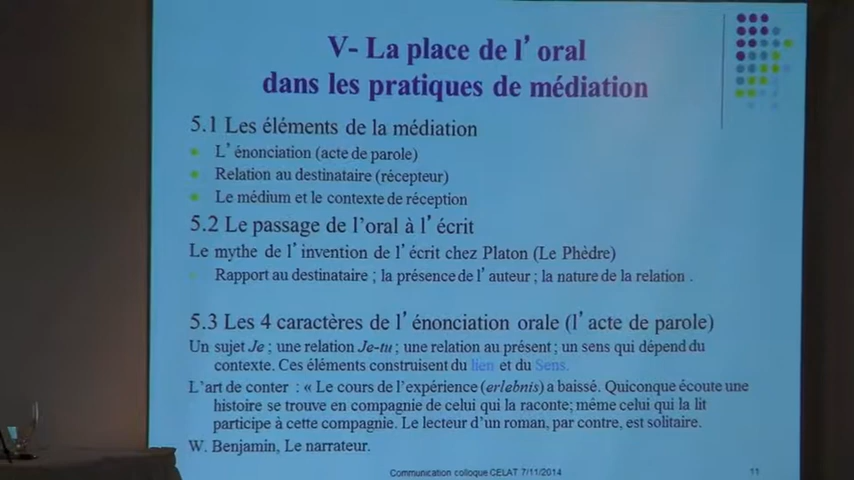 V- La place de l'oral
dans les pratiques de médiation
5.1 Les éléments de la médiation
L'énonciation (acte de parole)
Relation au destinataire (récepteur)
Le médium et le contexte de réception
5.2 Le passage de l'oral à l'écrit
Le mythe de l'invention de l'écrit chez Platon (Le Phèdre)
Rapport au destinataire ; la présence de l'auteur ; la nature de la relation .
5.3 Les 4 caractères de l'énonciation orale (l'acte de parole)
Un sujet Je ; une relation Je-tu ; une relation au présent ; un sens qui dépend du
contexte. Ces éléments construisent du lien et du Sens.
L'art de conter : « Le cours de l'expérience (erlebnis) a baissé. Quiconque écoute une
histoire se trouve en compagnie de celui qui la raconte; même celui qui la lit
participe à cette compagnie. Le lecteur d'un roman, par contre, est solitaire.
W. Benjamin, Le narrateur.
Communication colloque CELAT 7/11/2014
11